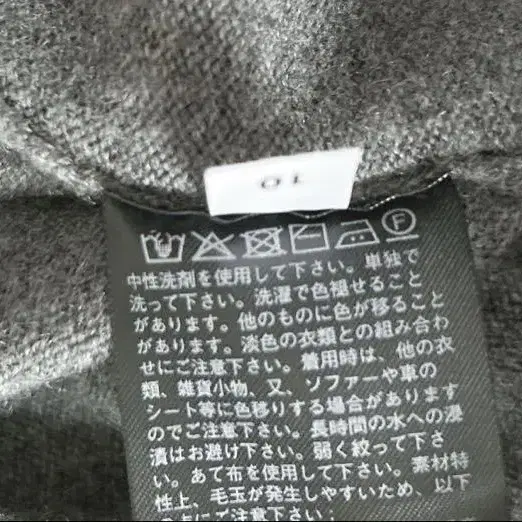 10
F
中性洗剤を使用して下さい。単独で
洗って下さい。洗濯で色褪せること
があります。他のものに色が移ること
があります。淡色の衣類との組み合わ
せにご注意下さい。着用時は、他の衣
類、雑貨小物、又、ソファーや車の
シート等に色移りする場合があります
のでご注意下さい。長時間の水への浸
漬はお避け下さい。弱く絞って下さ
い。あて布を使用して下さい。素材特
性上、毛玉が発生しやすいため、以下